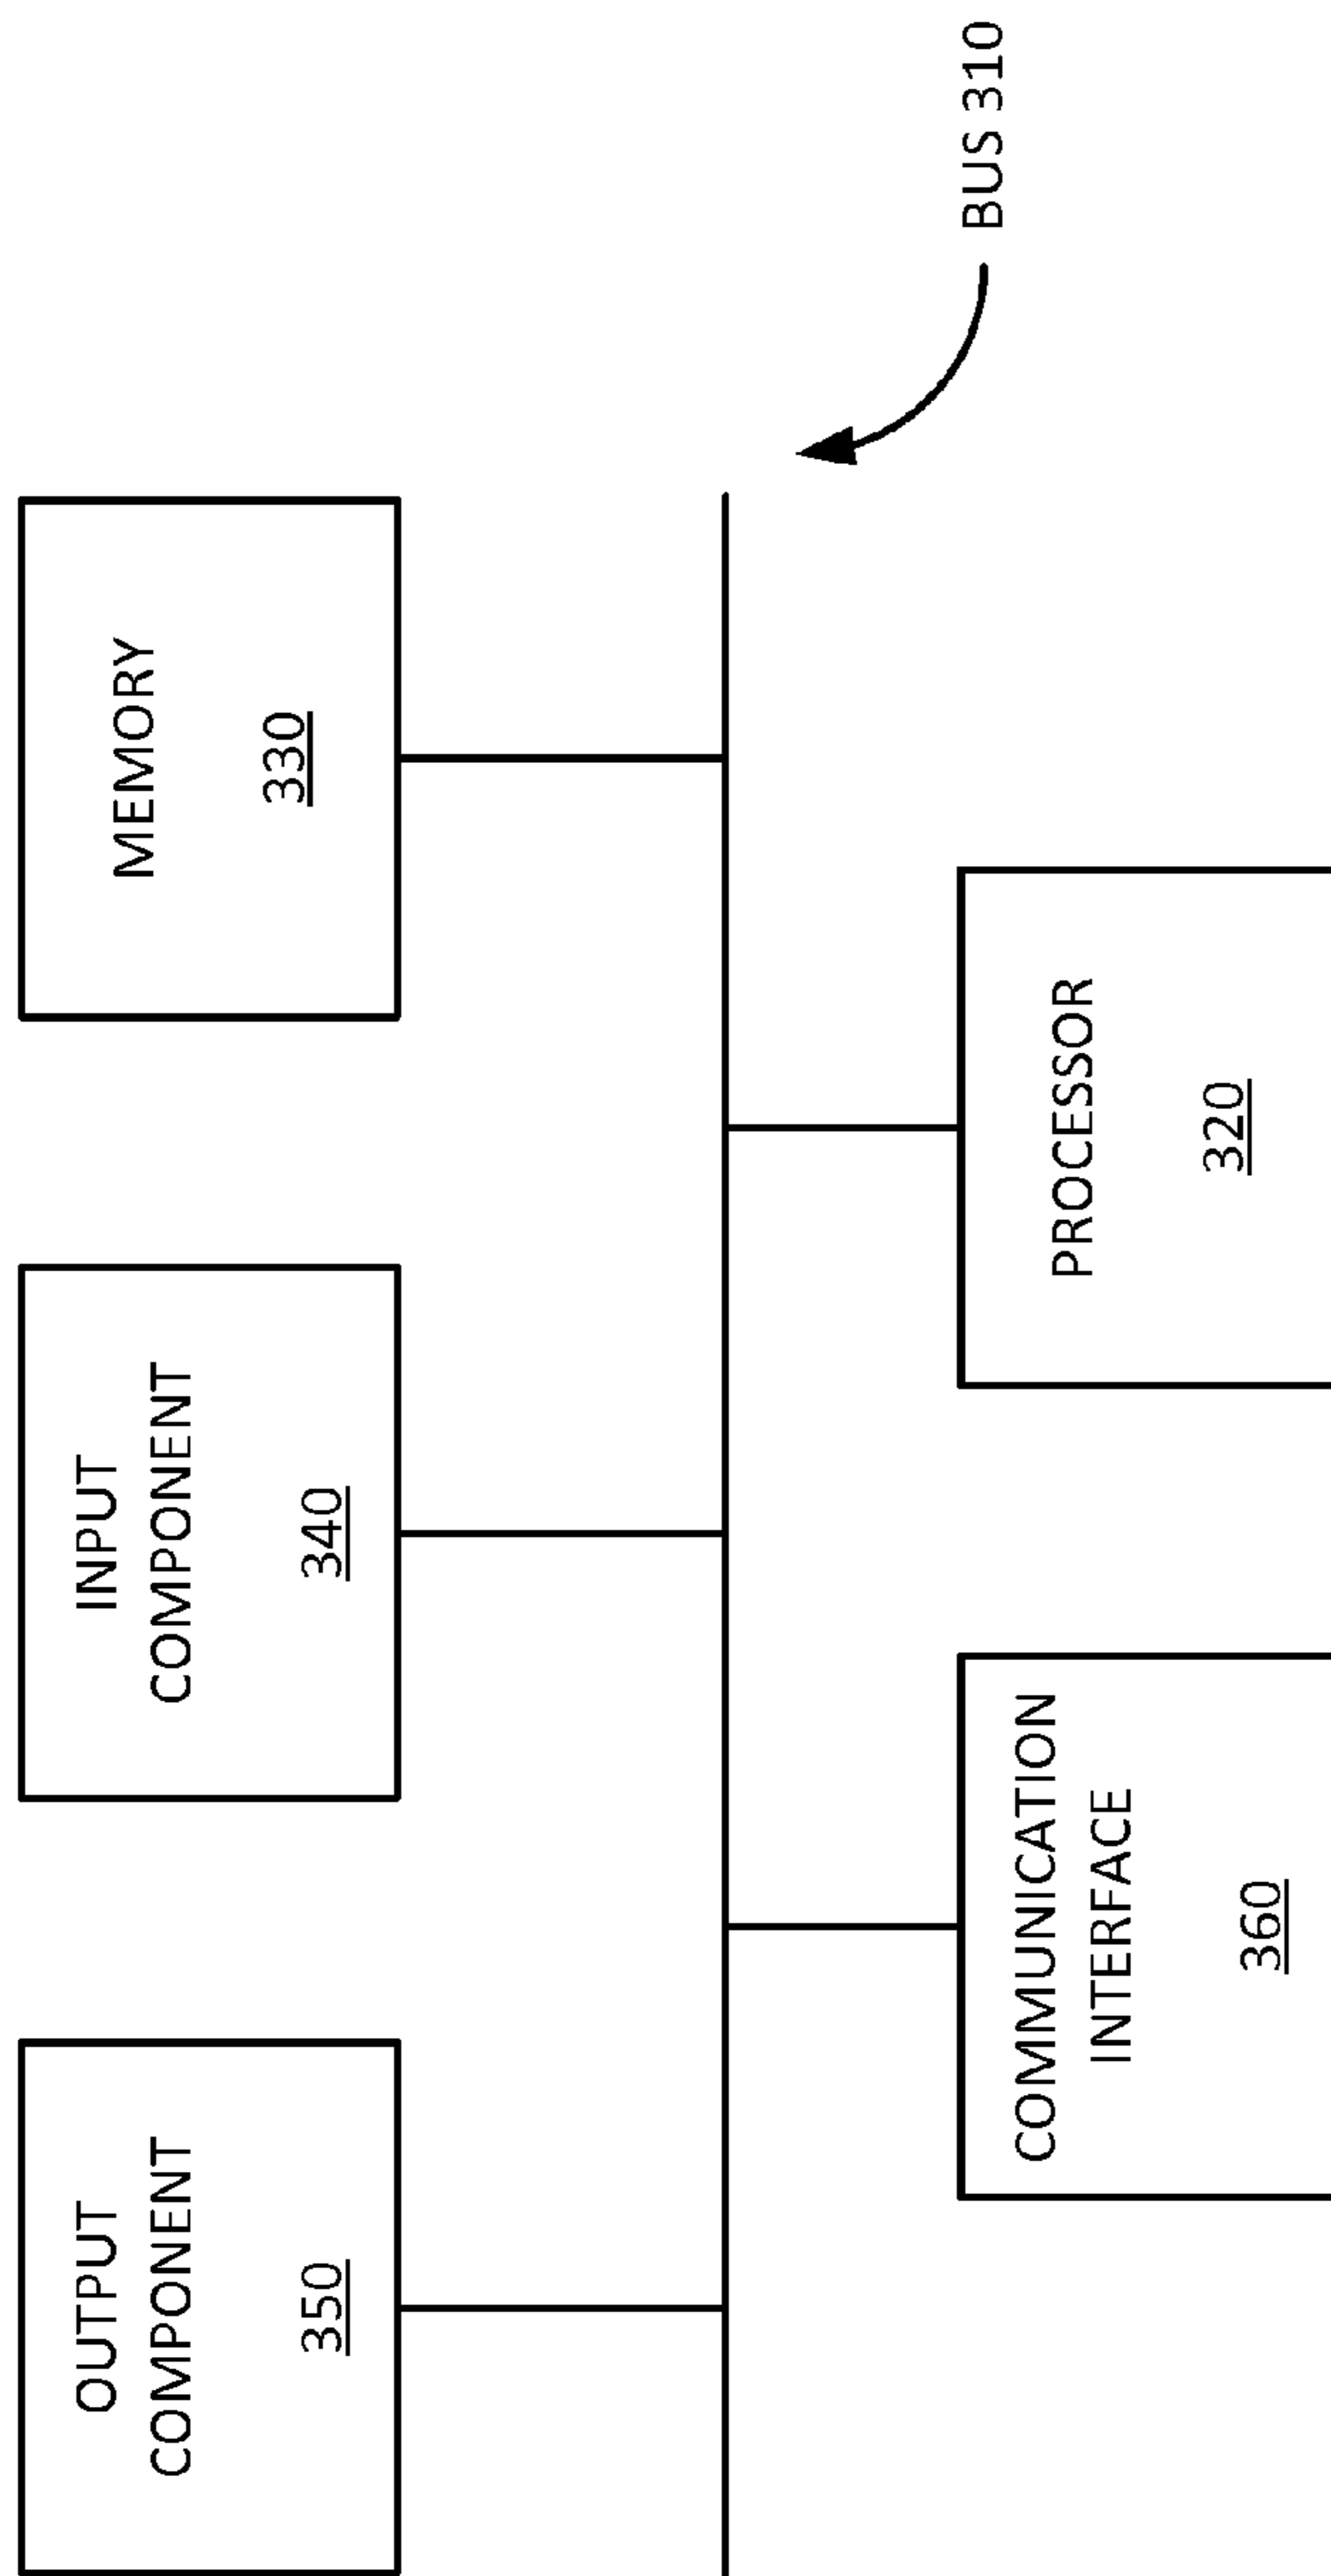 OUTPUT
COMPONENT
350
INPUT
COMPONENT
340
MEMORY
330
COMMUNICATION
INTERFACE
360
PROCESSOR
320
BUS 310